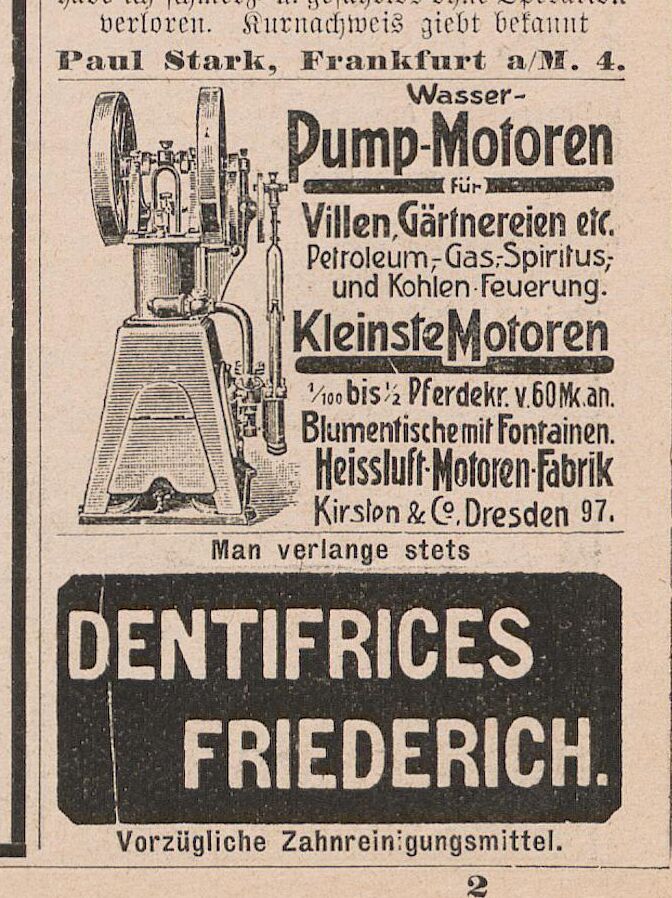 verloren. Kurnachweis giebt bekannt
Paul Stark, Frankfurt a/M. 4.
Wasser-
Pump-Motoren
für
Villen, Gärtnereien etc.
Petroleum,- Gas,- Spiritus,-
und Kohlen-Feuerung.
Kleinste Motoren
1/100 bis 1/2 Pferdekr. v. 60 Mk. an.
Blumentische mit Fontainen.
Heissluft-Motoren-Fabrik
Kirsten & Co., Dresden 97.
Man verlange stets
DENTIFRICES
FRIEDERICH.
Vorzügliche Zahnreinigungsmittel.
2